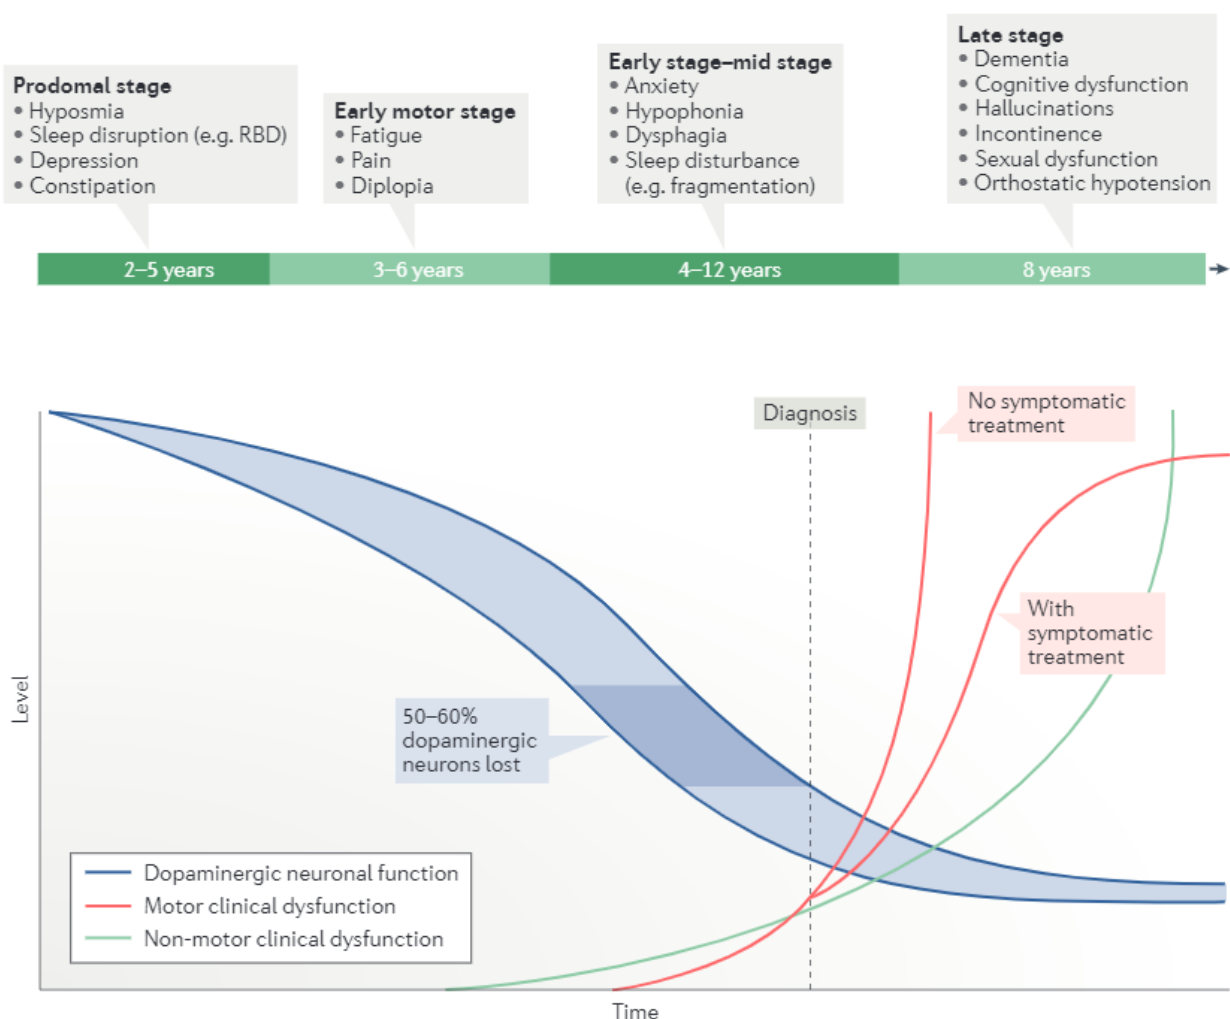 Prodomal stage
• Hyposmia
• Sleep disruption (e.g. RBD)
• Depression
• Constipation
Early motor stage
• Fatigue
• Pain
• Diplopia
Early stage–mid stage
• Anxiety
• Hypophonia
• Dysphagia
• Sleep disturbance
(e.g. fragmentation)
Late stage
• Dementia
• Cognitive dysfunction
• Hallucinations
• Incontinence
• Sexual dysfunction
• Orthostatic hypotension
2–5 years
3–6 years
4–12 years
8 years
Diagnosis
No symptomatic
treatment
With
symptomatic
treatment
50–60%
dopaminergic
neurons lost
Level
Dopaminergic neuronal function
Motor clinical dysfunction
Non-motor clinical dysfunction
Time